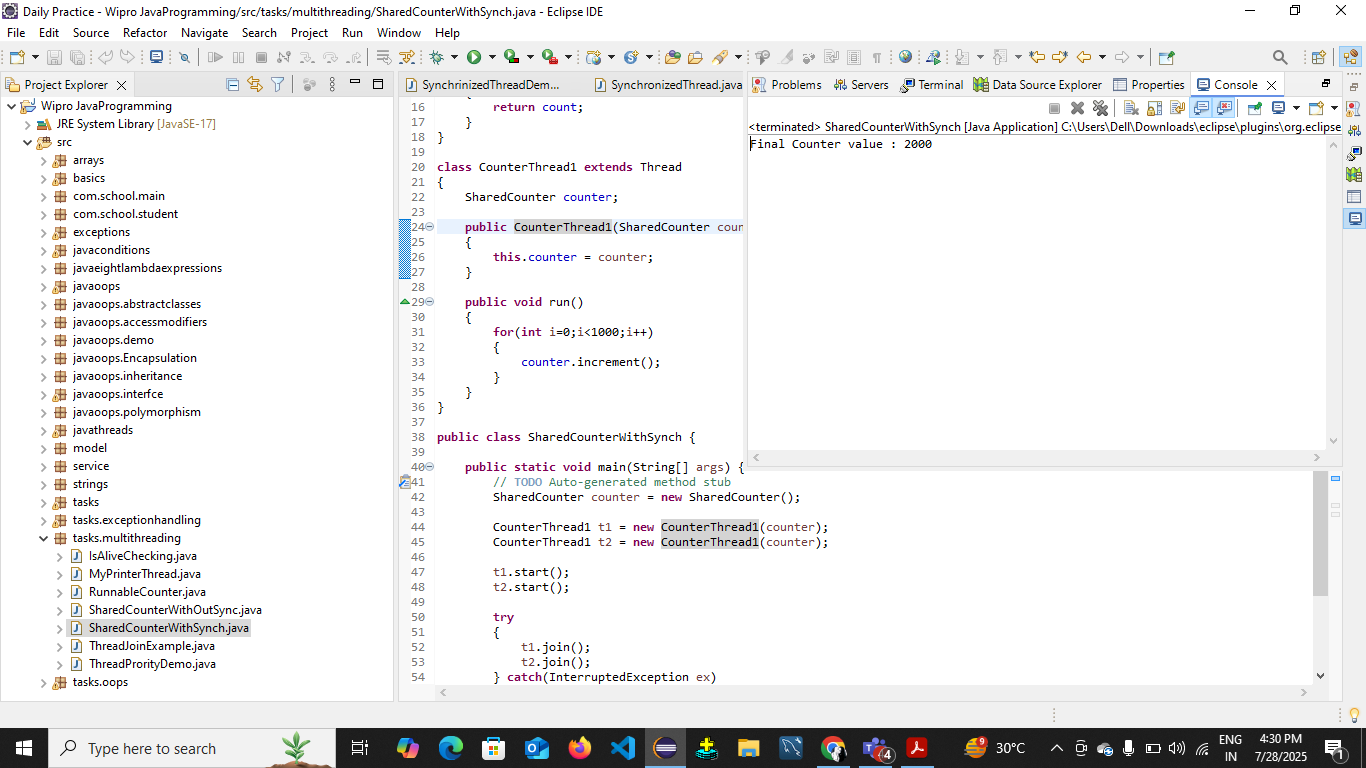 Daily Practice - Wipro JavaProgramming/src/tasks/multithreading/SharedCounterWithSynch.java - Eclipse IDE
File Edit Source Refactor Navigate Search Project Run Window Help
Project Explorer
Wipro JavaProgramming
JRE System Library [JavaSE-17]
src
arrays
basics
com.school.main
com.school.student
exceptions
javaconditions
javaeightlambdaexpressions
javaoops
javaoops.abstractclasses
javaoops.accessmodifiers
javaoops.demo
javaoops.Encapsulation
javaoops.inheritance
javaoops.interfce
javaoops.polymorphism
javathreads
model
service
strings
tasks
tasks.exceptionhandling
tasks.multithreading
IsAliveChecking.java
MyPrinterThread.java
RunnableCounter.java
SharedCounterWithOutSync.java
SharedCounterWithSynch.java
ThreadJoinExample.java
ThreadProrityDemo.java
tasks.oops
SynchrinizedThreadDem... SynchronizedThread.java
16 return count;
17 }
18 }
19
20 class CounterThread1 extends Thread
21 {
22 SharedCounter counter;
23
24 public CounterThread1(SharedCounter coun
25 {
26 this.counter = counter;
27 }
28
29 public void run()
30 {
31 for(int i=0;i<1000;i++)
32 {
33 counter.increment();
34 }
35 }
36 }
37
38 public class SharedCounterWithSynch {
39
40 public static void main(String[] args) {
41 // TODO Auto-generated method stub
42 SharedCounter counter = new SharedCounter();
43
44 CounterThread1 t1 = new CounterThread1(counter);
45 CounterThread1 t2 = new CounterThread1(counter);
46
47 t1.start();
48 t2.start();
49
50 try
51 {
52 t1.join();
53 t2.join();
54 } catch(InterruptedException ex)
Problems Servers Terminal Data Source Explorer Properties Console
<terminated> SharedCounterWithSynch [Java Application] C:\Users\Dell\Downloads\eclipse\plugins\org.eclipse
Final Counter value : 2000
Type here to search
4
9
30°C
ENG
IN
4:30 PM
7/28/2025
1